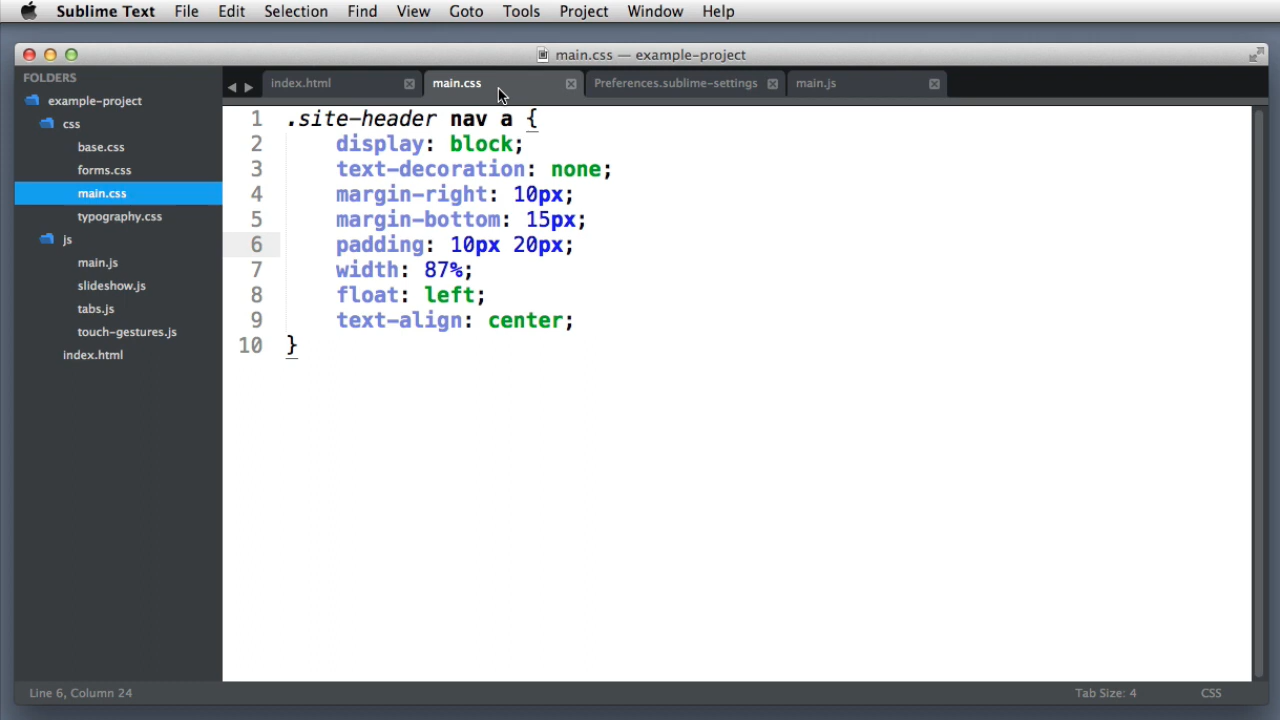 Sublime Text File Edit Selection Find View Goto Tools Project Window Help
main.css — example-project
FOLDERS
example-project
css
base.css
forms.css
main.css
typography.css
js
main.js
slideshow.js
tabs.js
touch-gestures.js
index.html
index.html main.css Preferences.sublime-settings main.js
1 .site-header nav a {
2 display: block;
3 text-decoration: none;
4 margin-right: 10px;
5 margin-bottom: 15px;
6 padding: 10px 20px;
7 width: 87%;
8 float: left;
9 text-align: center;
10 }
Line 6, Column 24 Tab Size: 4 CSS